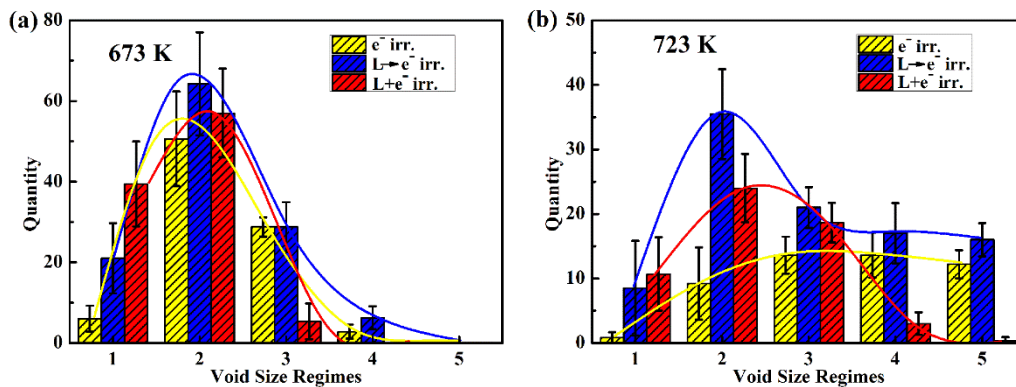 (a)
673 K
e⁻ irr.
L→e⁻ irr.
L+e⁻ irr.
Quantity
80
60
40
20
0
1 2 3 4 5
Void Size Regimes
(b)
723 K
e⁻ irr.
L→e⁻ irr.
L+e⁻ irr.
Quantity
50
40
30
20
10
0
1 2 3 4 5
Void Size Regimes